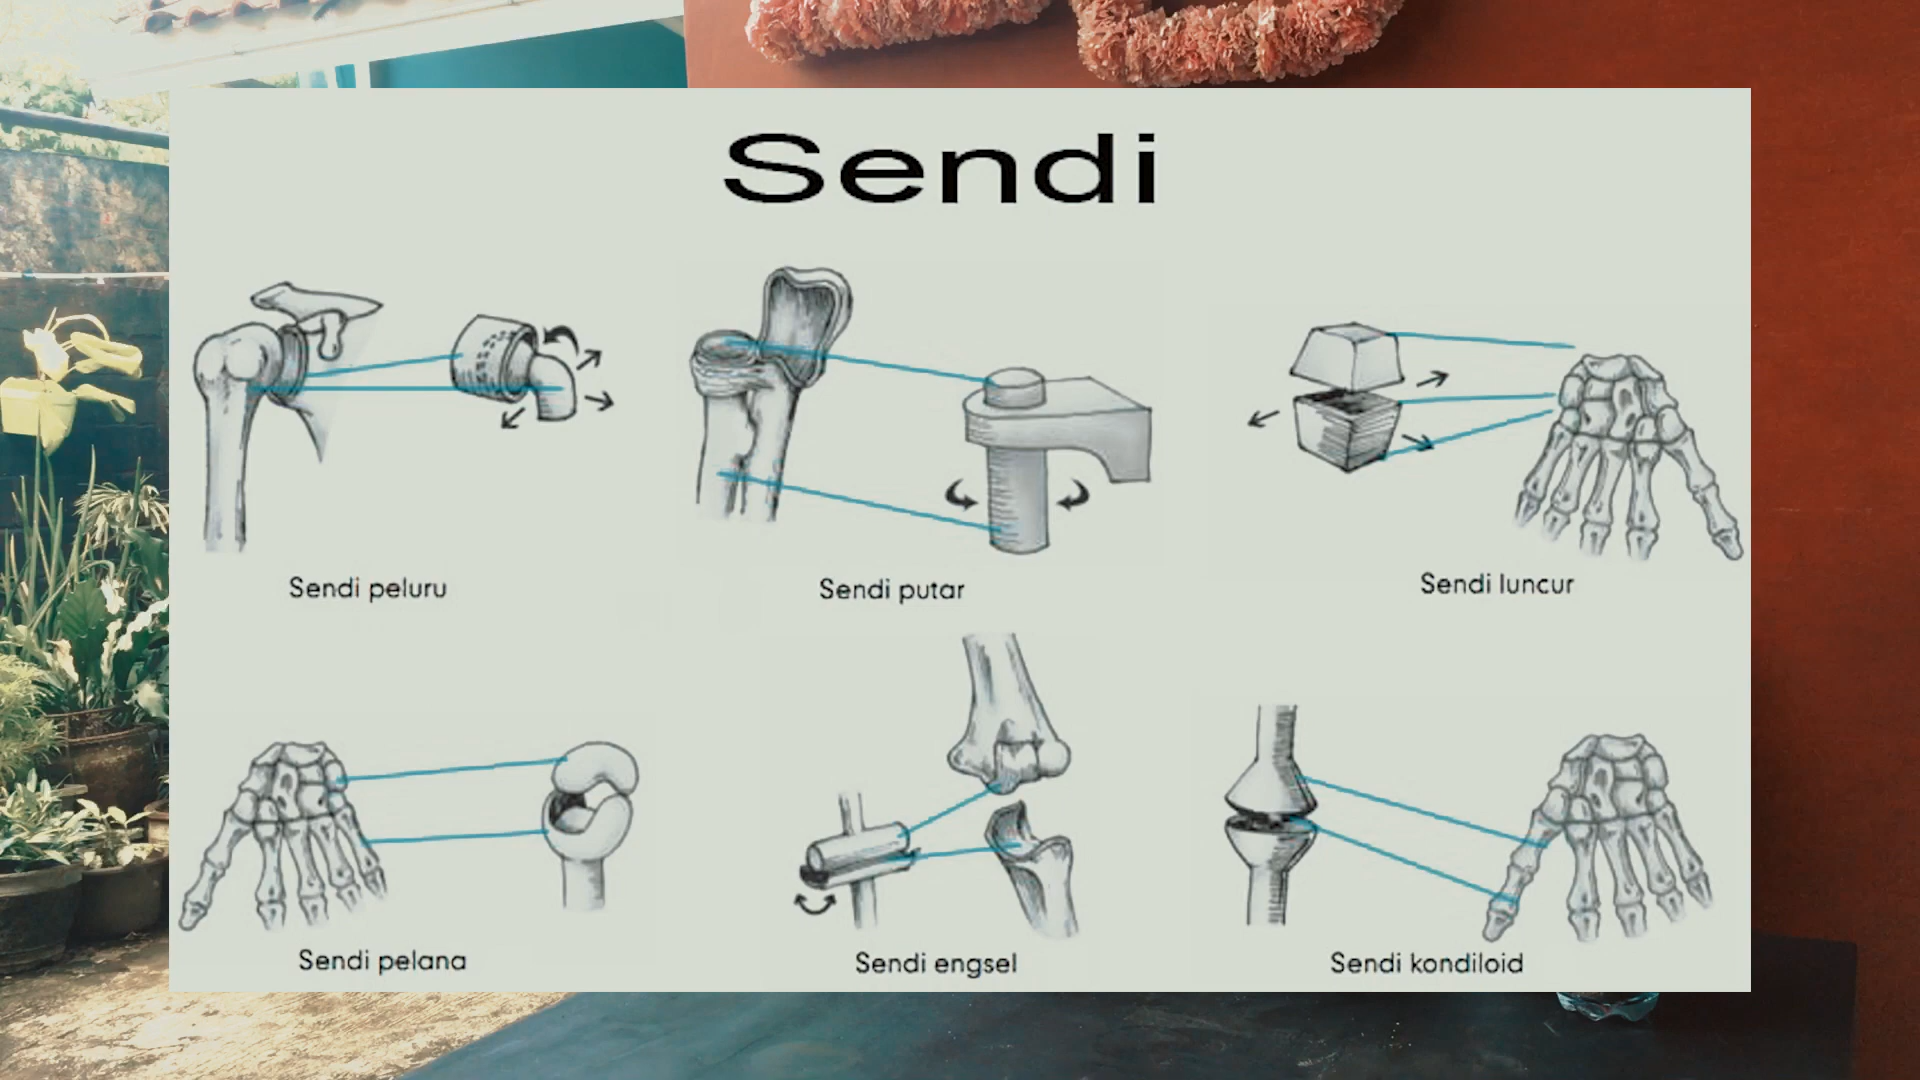 Sendi
Sendi peluru
Sendi putar
Sendi luncur
Sendi pelana
Sendi engsel
Sendi kondiloid